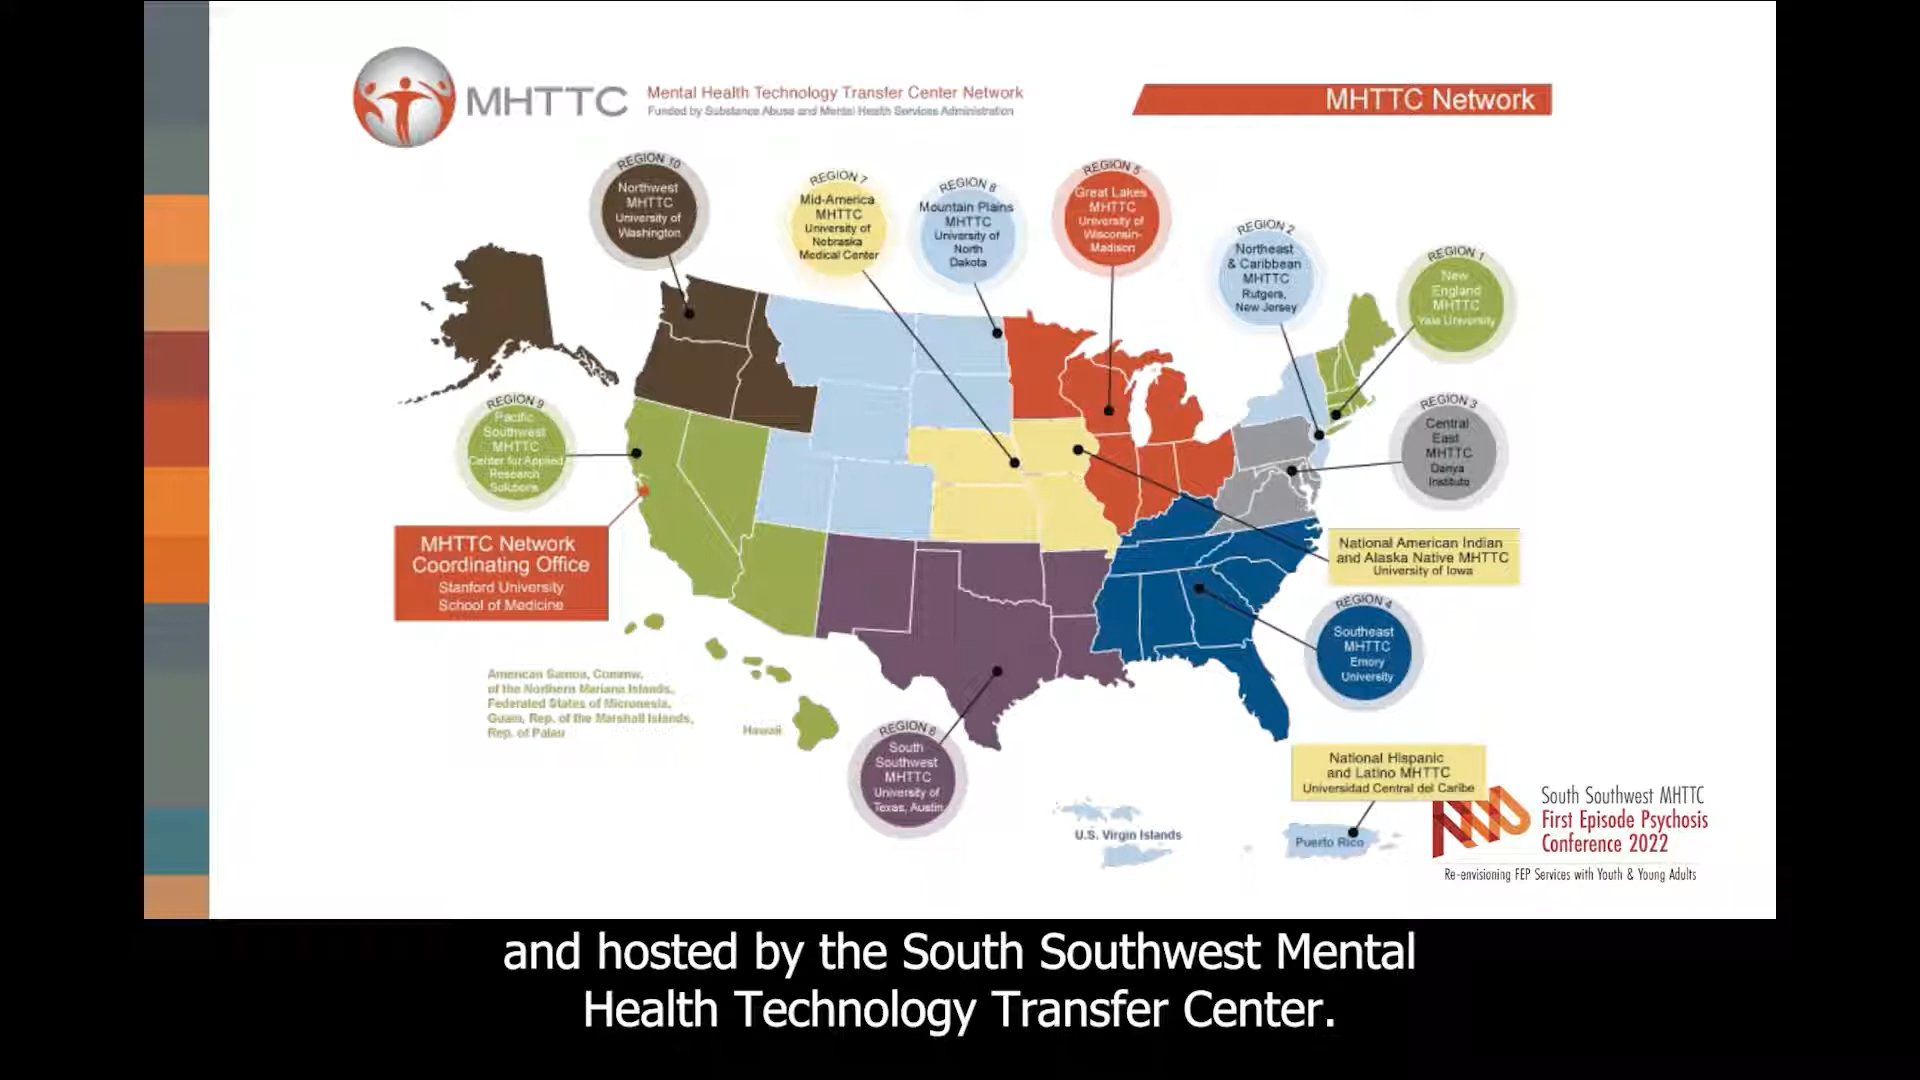 MHTTC
Mental Health Technology Transfer Center Network
Funded by Substance Abuse and Mental Health Services Administration
MHTTC Network
REGION 10
Northwest
MHTTC
University of
Washington
REGION 7
Mid-America
MHTTC
University of
Nebraska
Medical Center
REGION 8
Mountain Plains
MHTTC
University of
North
Dakota
REGION 5
Great Lakes
MHTTC
University of
Wisconsin-
Madison
REGION 2
Northeast
& Caribbean
MHTTC
Rutgers,
New Jersey
REGION 1
New
England
MHTTC
Yale University
REGION 9
Pacific
Southwest
MHTTC
Center for Applied
Research
Solutions
REGION 3
Central
East
MHTTC
Danya
Institute
MHTTC Network
Coordinating Office
Stanford University
School of Medicine
National American Indian
and Alaska Native MHTTC
University of Iowa
REGION 4
Southeast
MHTTC
Emory
University
American Samoa, Commw.
of the Northern Mariana Islands,
Federated States of Micronesia,
Guam, Rep. of the Marshall Islands,
Rep. of Palau
Hawaii
REGION 6
South
Southwest
MHTTC
University of
Texas, Austin
National Hispanic
and Latino MHTTC
Universidad Central del Caribe
U.S. Virgin Islands
Puerto Rico
South Southwest MHTTC
First Episode Psychosis
Conference 2022
Re-envisioning FEP Services with Youth & Young Adults
and hosted by the South Southwest Mental
Health Technology Transfer Center.